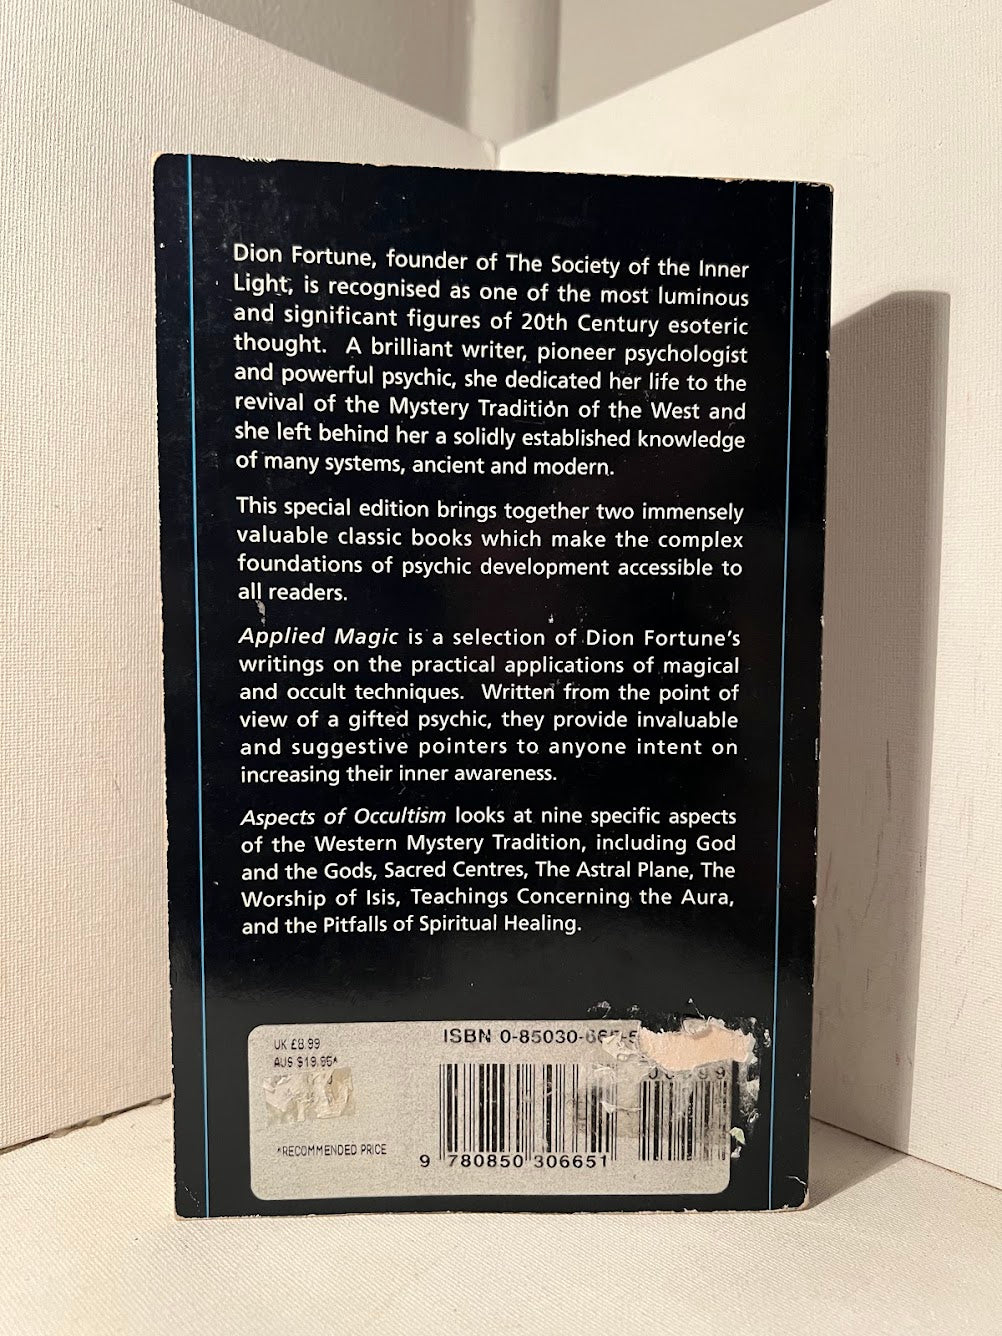 Dion Fortune, founder of The Society of the Inner
Light, is recognised as one of the most luminous
and significant figures of 20th Century esoteric
thought. A brilliant writer, pioneer psychologist
and powerful psychic, she dedicated her life to the
revival of the Mystery Tradition of the West and
she left behind her a solidly established knowledge
of many systems, ancient and modern.
This special edition brings together two immensely
valuable classic books which make the complex
foundations of psychic development accessible to
all readers.
Applied Magic is a selection of Dion Fortune's
writings on the practical applications of magical
and occult techniques. Written from the point of
view of a gifted psychic, they provide invaluable
and suggestive pointers to anyone intent on
increasing their inner awareness.
Aspects of Occultism looks at nine specific aspects
of the Western Mystery Tradition, including God
and the Gods, Sacred Centres, The Astral Plane, The
Worship of Isis, Teachings Concerning the Aura,
and the Pitfalls of Spiritual Healing.
UK £8.99
AUS $19.95*
*RECOMMENDED PRICE
ISBN 0-85030-665-5
00899
9 780850 306651